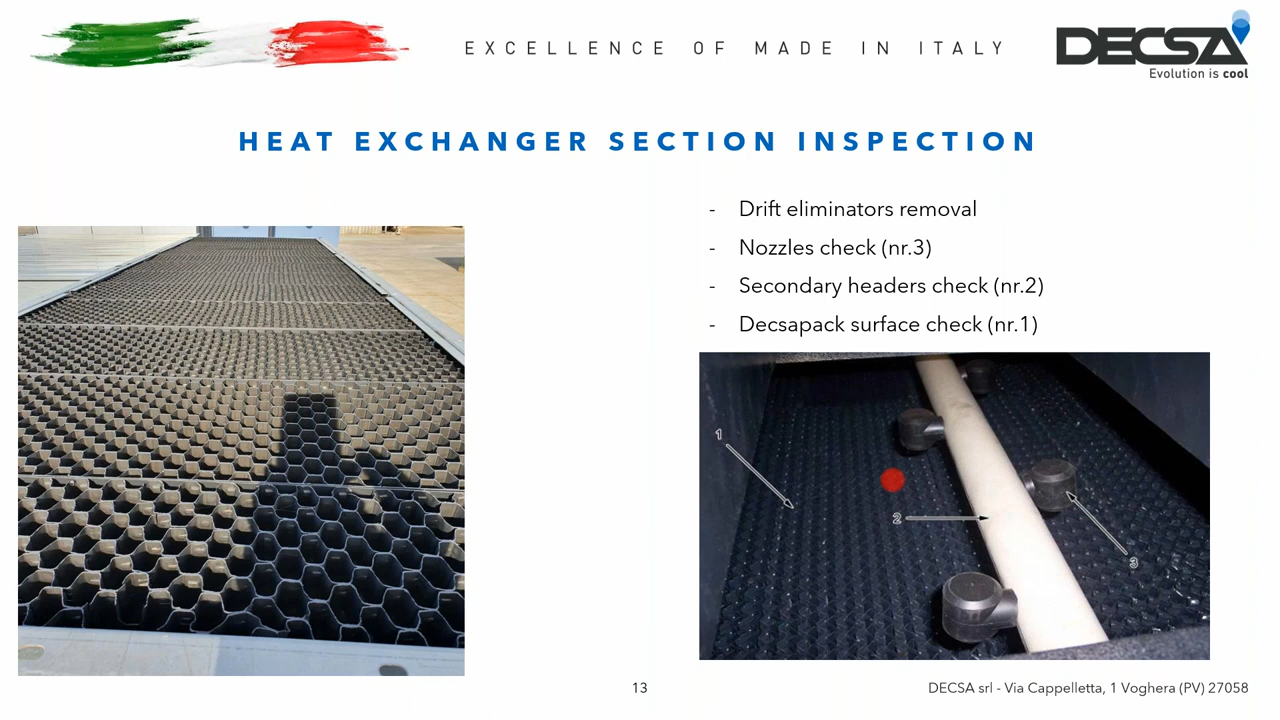 EXCELLENCE OF MADE IN ITALY
DECSA
Evolution is cool
HEAT EXCHANGER SECTION INSPECTION
- Drift eliminators removal
- Nozzles check (nr.3)
- Secondary headers check (nr.2)
- Decsapack surface check (nr.1)
1
2
3
13
DECSA srl - Via Cappelletta, 1 Voghera (PV) 27058